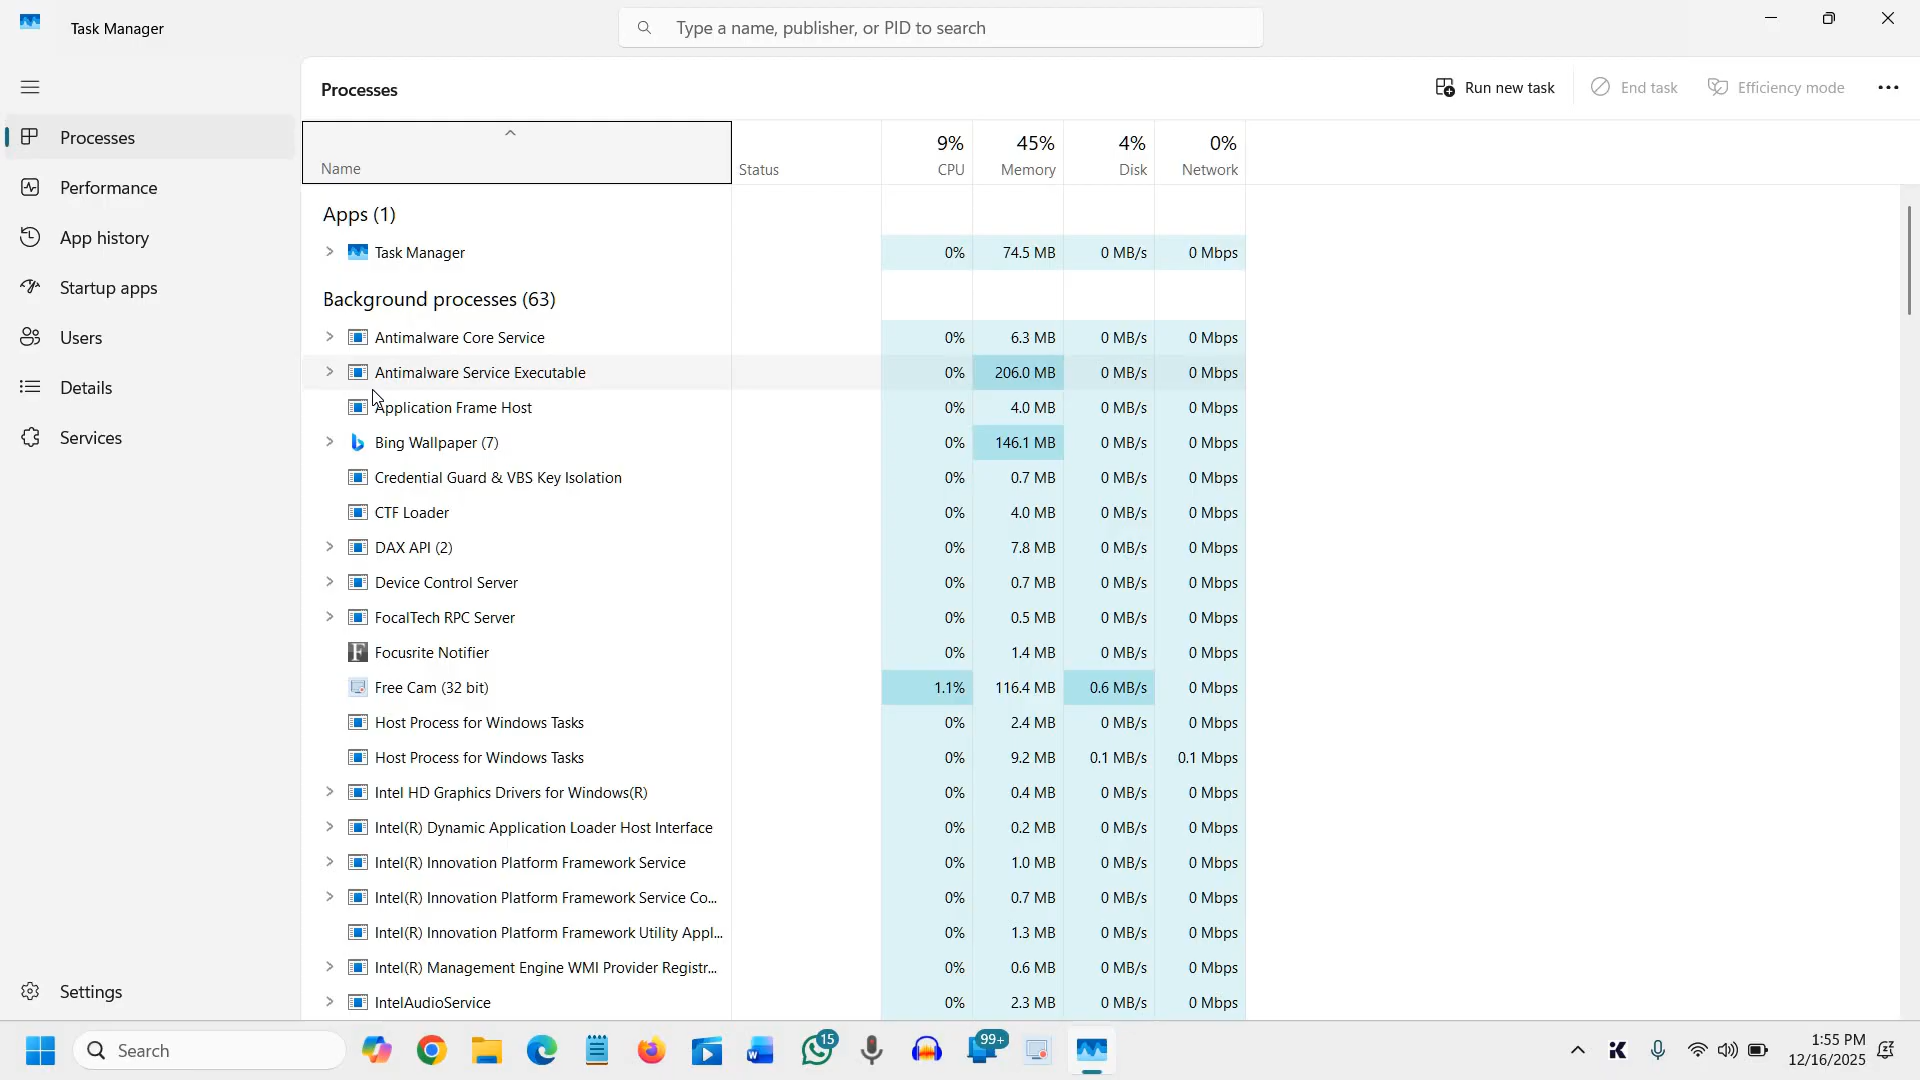 Task Manager
Type a name, publisher, or PID to search
Processes
Run new task
End task
Efficiency mode
Processes
Performance
App history
Startup apps
Users
Details
Services
Settings
Name Status 9% CPU 45% Memory 4% Disk 0% Network
Apps (1)
Task Manager 0% 74.5 MB 0 MB/s 0 Mbps
Background processes (63)
Antimalware Core Service 0% 6.3 MB 0 MB/s 0 Mbps
Antimalware Service Executable 0% 206.0 MB 0 MB/s 0 Mbps
Application Frame Host 0% 4.0 MB 0 MB/s 0 Mbps
Bing Wallpaper (7) 0% 146.1 MB 0 MB/s 0 Mbps
Credential Guard & VBS Key Isolation 0% 0.7 MB 0 MB/s 0 Mbps
CTF Loader 0% 4.0 MB 0 MB/s 0 Mbps
DAX API (2) 0% 7.8 MB 0 MB/s 0 Mbps
Device Control Server 0% 0.7 MB 0 MB/s 0 Mbps
FocalTech RPC Server 0% 0.5 MB 0 MB/s 0 Mbps
Focusrite Notifier 0% 1.4 MB 0 MB/s 0 Mbps
Free Cam (32 bit) 1.1% 116.4 MB 0.6 MB/s 0 Mbps
Host Process for Windows Tasks 0% 2.4 MB 0 MB/s 0 Mbps
Host Process for Windows Tasks 0% 9.2 MB 0.1 MB/s 0.1 Mbps
Intel HD Graphics Drivers for Windows(R) 0% 0.4 MB 0 MB/s 0 Mbps
Intel(R) Dynamic Application Loader Host Interface 0% 0.2 MB 0 MB/s 0 Mbps
Intel(R) Innovation Platform Framework Service 0% 1.0 MB 0 MB/s 0 Mbps
Intel(R) Innovation Platform Framework Service Co... 0% 0.7 MB 0 MB/s 0 Mbps
Intel(R) Innovation Platform Framework Utility Appl... 0% 1.3 MB 0 MB/s 0 Mbps
Intel(R) Management Engine WMI Provider Registr... 0% 0.6 MB 0 MB/s 0 Mbps
IntelAudioService 0% 2.3 MB 0 MB/s 0 Mbps
Search
15
99+
1:55 PM
12/16/2025